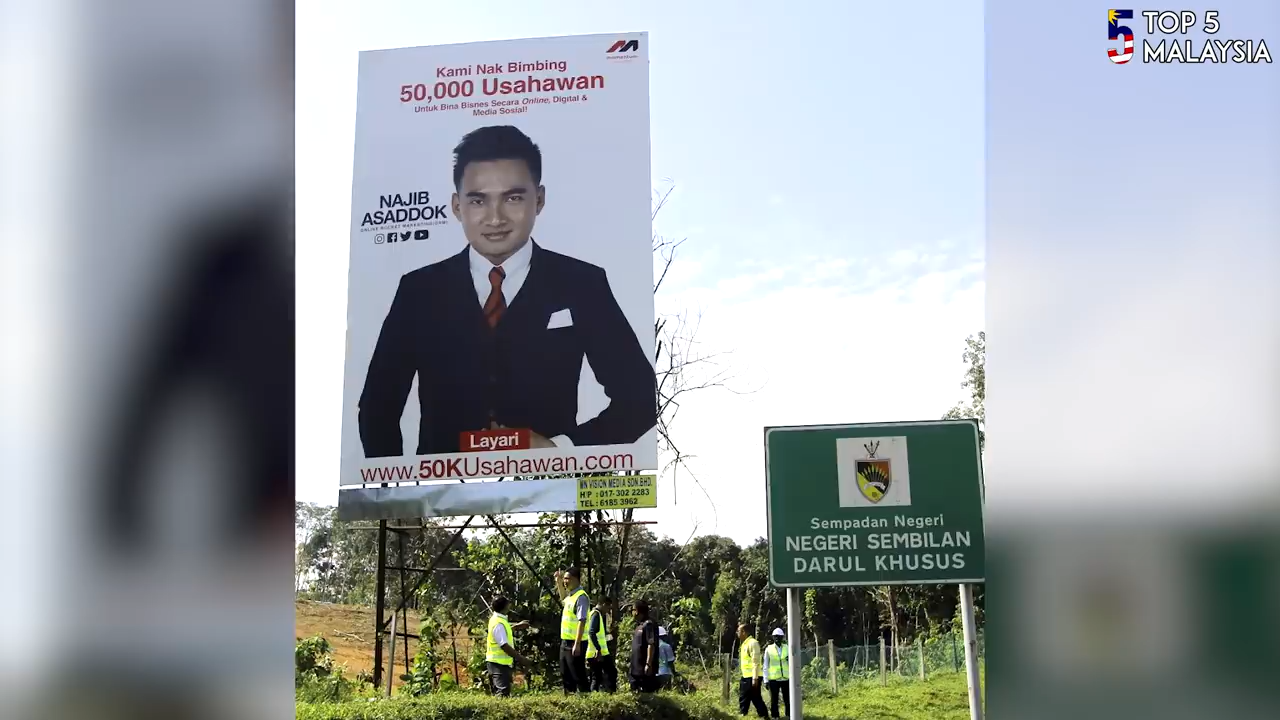 5 TOP 5
MALAYSIA
Kami Nak Bimbing
50,000 Usahawan
Untuk Bina Bisnes Secara Online, Digital &
Media Sosial!
NAJIB
ASADDOK
Layari
www.50KUsahawan.com
WN VISION MEDIA SDN.BHD.
H/P : 017-302 2283
TEL : 6185 3962
Sempadan Negeri
NEGERI SEMBILAN
DARUL KHUSUS